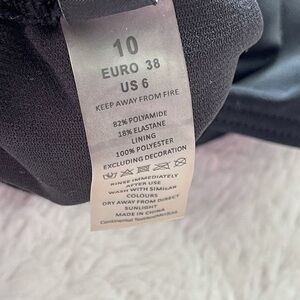 10
EURO 38
US 6
KEEP AWAY FROM FIRE
82% POLYAMIDE
18% ELASTANE
LINING
100% POLYESTER
EXCLUDING DECORATION
RINSE IMMEDIATELY
AFTER USE
WASH WITH SIMILAR
COLOURS
DRY AWAY FROM DIRECT
SUNLIGHT
MADE IN CHINA
Continental